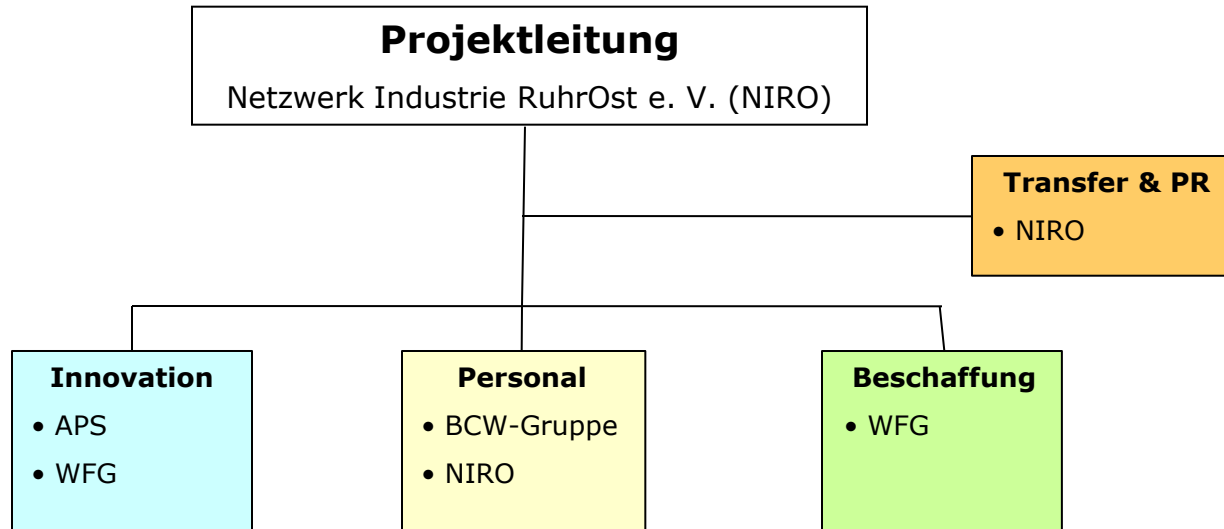 Projektleitung
Netzwerk Industrie RuhrOst e. V. (NIRO)
Transfer & PR
• NIRO
Innovation
• APS
• WFG
Personal
• BCW-Gruppe
• NIRO
Beschaffung
• WFG